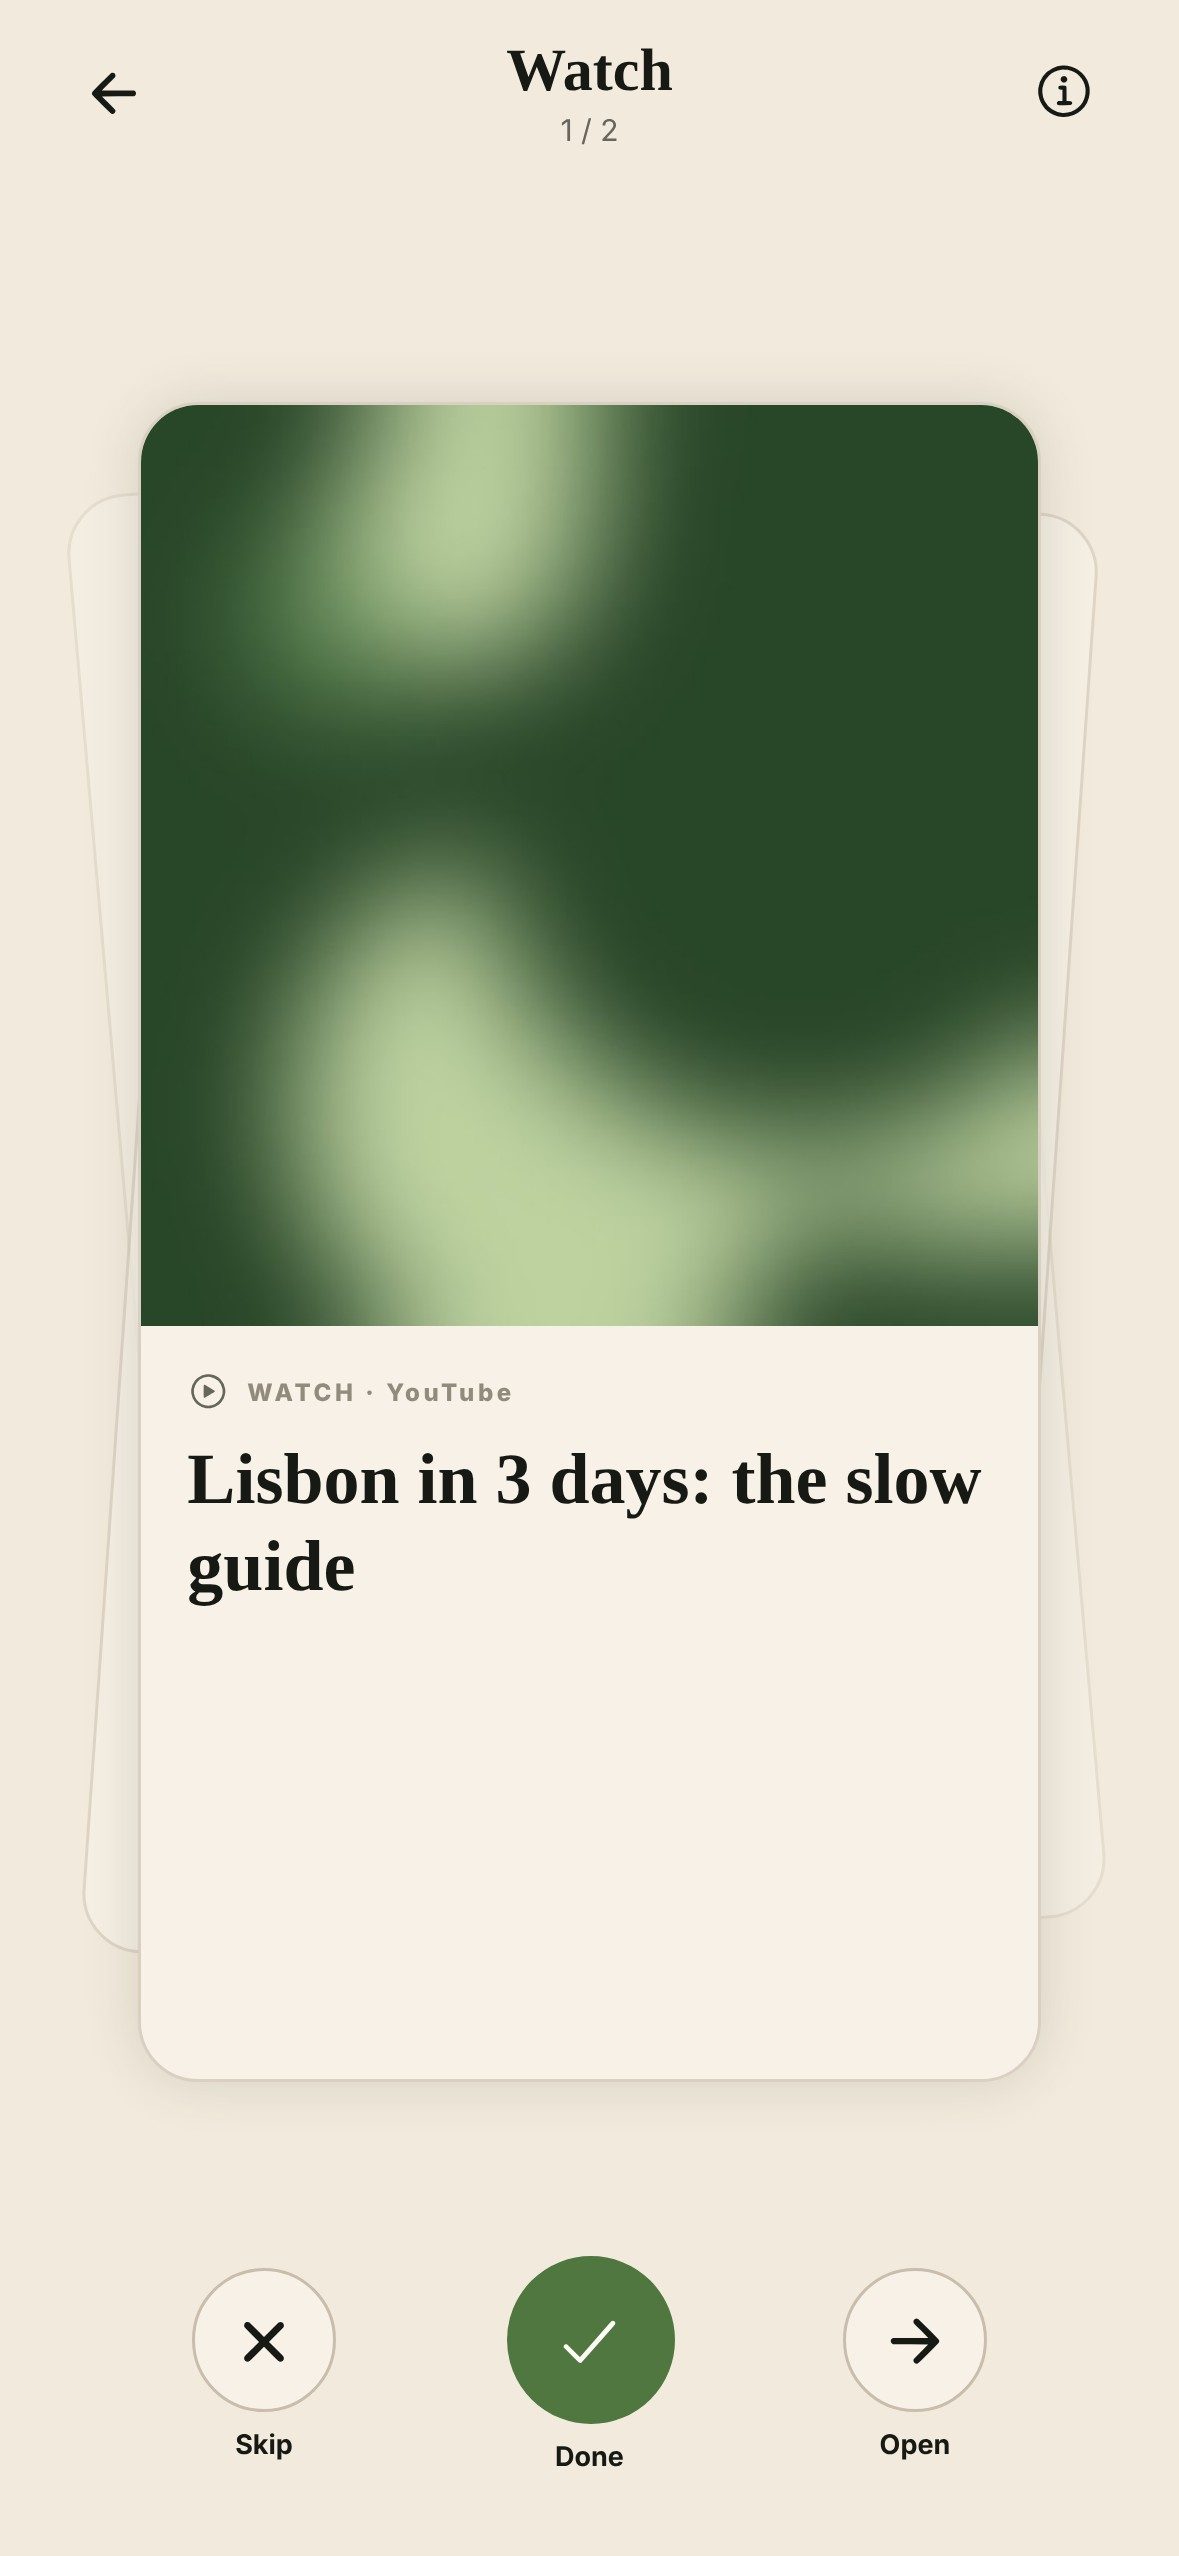 Watch
1 / 2
WATCH · YouTube
Lisbon in 3 days: the slow
guide
Skip
Done
Open